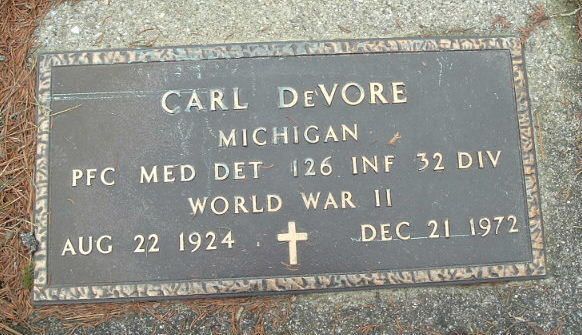 CARL DeVORE
MICHIGAN
PFC MED DET 126 INF 32 DIV
WORLD WAR II
AUG 22 1924 DEC 21 1972